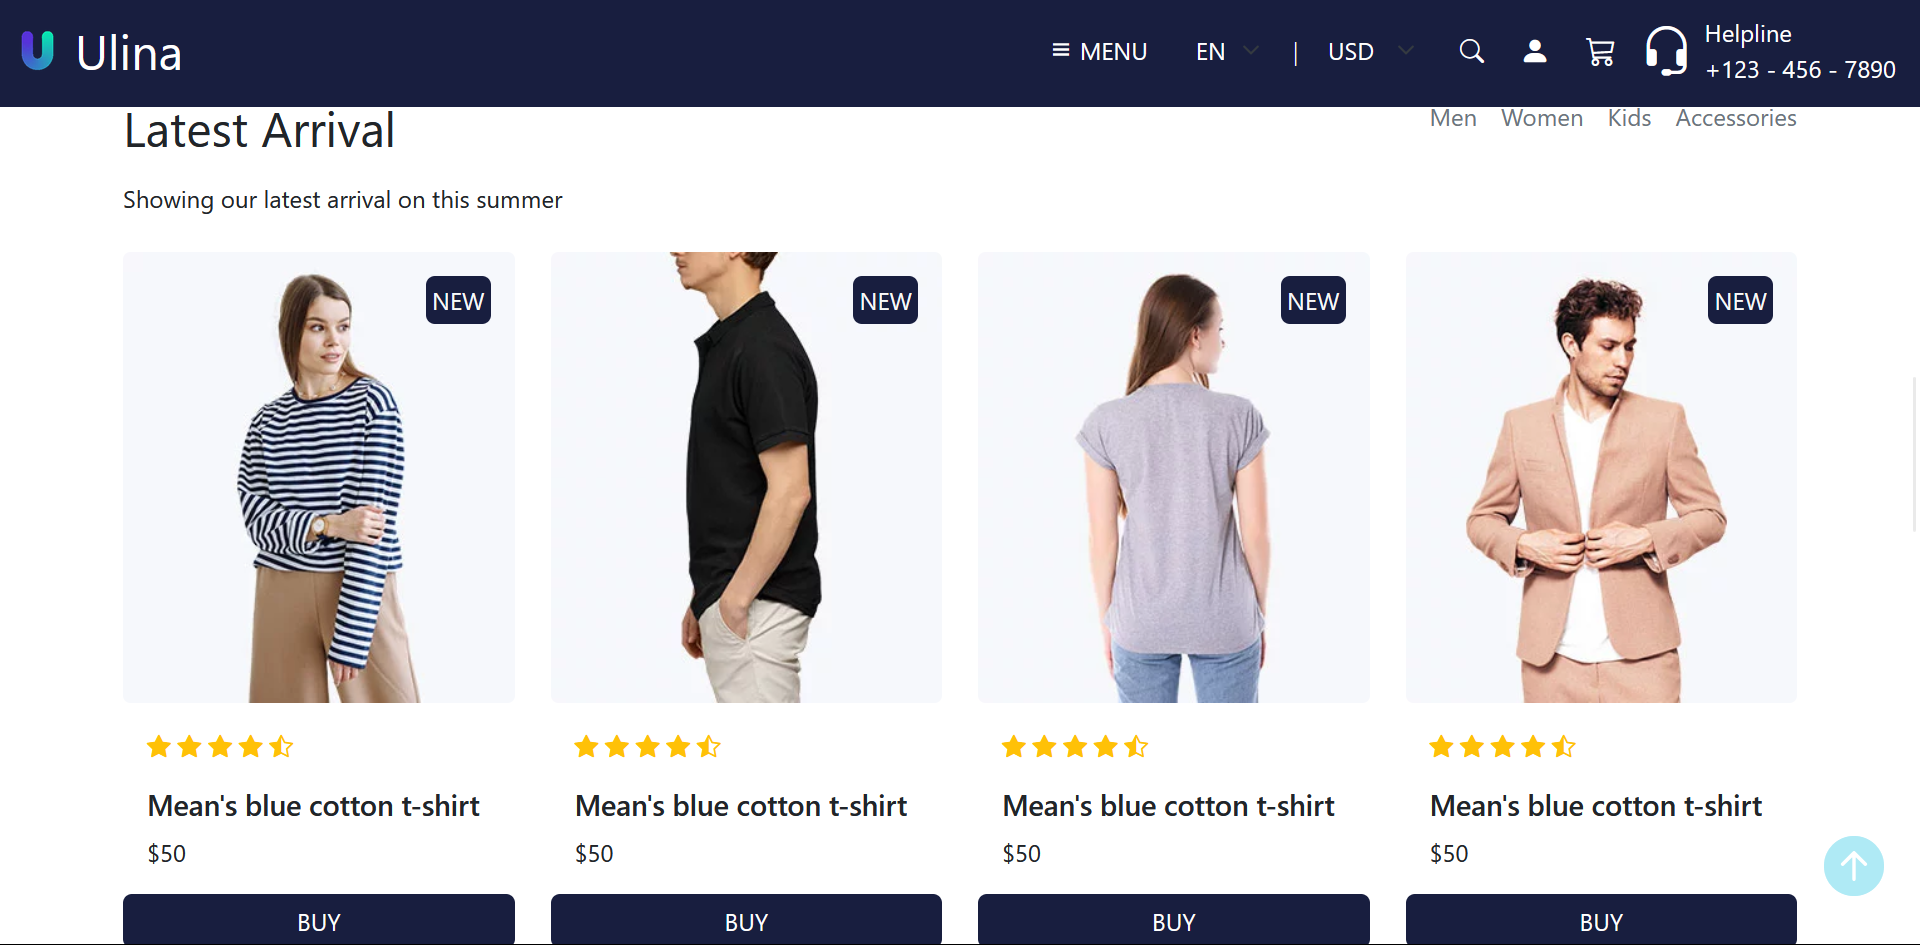 Ulina
MENU
EN
|
USD
Helpline
+123 - 456 - 7890
Latest Arrival
Men Women Kids Accessories
Showing our latest arrival on this summer
NEW
NEW
NEW
NEW
Mean's blue cotton t-shirt
$50
BUY
Mean's blue cotton t-shirt
$50
BUY
Mean's blue cotton t-shirt
$50
BUY
Mean's blue cotton t-shirt
$50
BUY